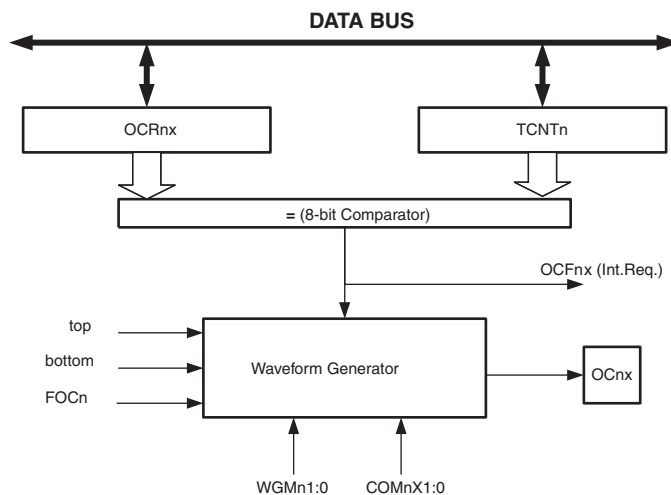 DATA BUS
OCRnx
TCNTn
= (8-bit Comparator)
OCFnx (Int.Req.)
top
bottom
FOCn
Waveform Generator
OCnx
WGMn1:0
COMnX1:0